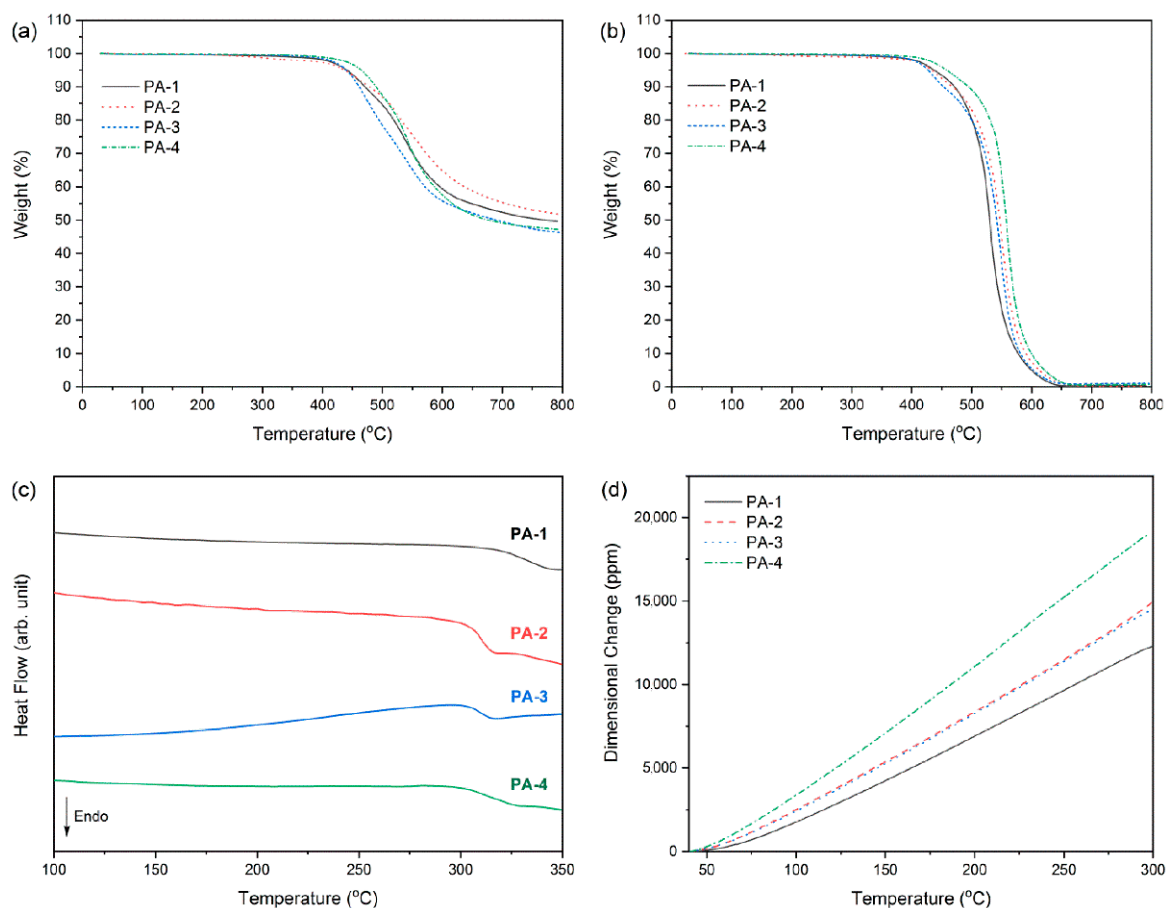 (a)
110
100
90
80
70
60
50
40
30
20
10
0
Weight (%)
PA-1
PA-2
PA-3
PA-4
0 100 200 300 400 500 600 700 800
Temperature (°C)
(b)
110
100
90
80
70
60
50
40
30
20
10
0
Weight (%)
PA-1
PA-2
PA-3
PA-4
0 100 200 300 400 500 600 700 800
Temperature (°C)
(c)
Heat Flow (arb. unit)
PA-1
PA-2
PA-3
PA-4
Endo
100 150 200 250 300 350
Temperature (°C)
(d)
20,000
15,000
10.000
5.000
0
Dimensional Change (ppm)
PA-1
PA-2
PA-3
PA-4
50 100 150 200 250 300
Temperature (°C)